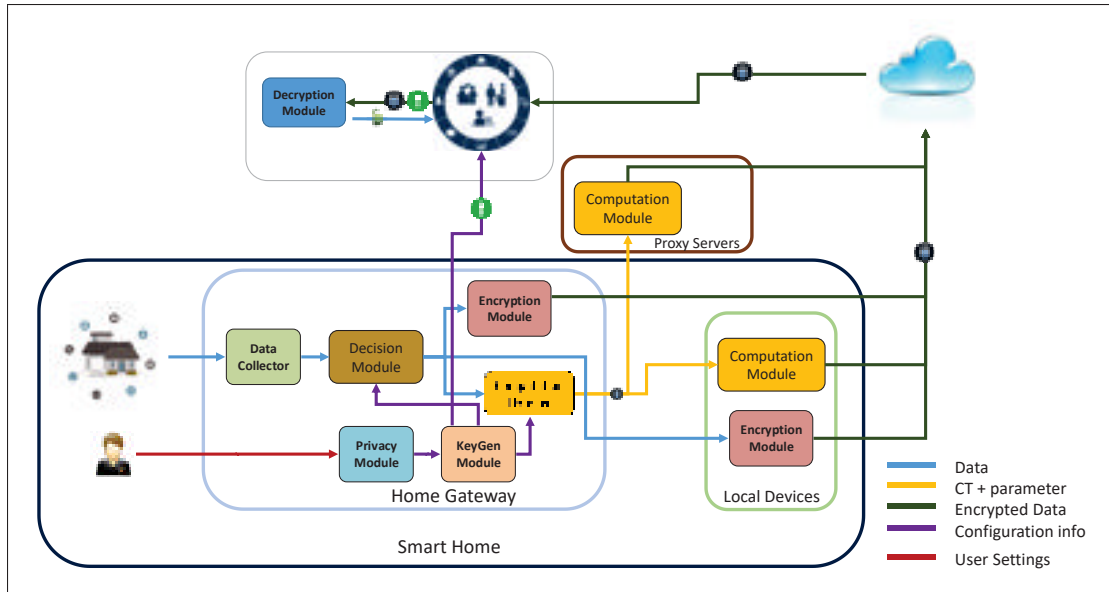 Decryption
Module
Computation
Module
Proxy Servers
Encryption
Module
Data
Collector
Decision
Module
Computation
Module
Encryption
Module
Privacy
Module
KeyGen
Module
Home Gateway
Local Devices
Smart Home
Data
CT + parameter
Encrypted Data
Configuration info
User Settings